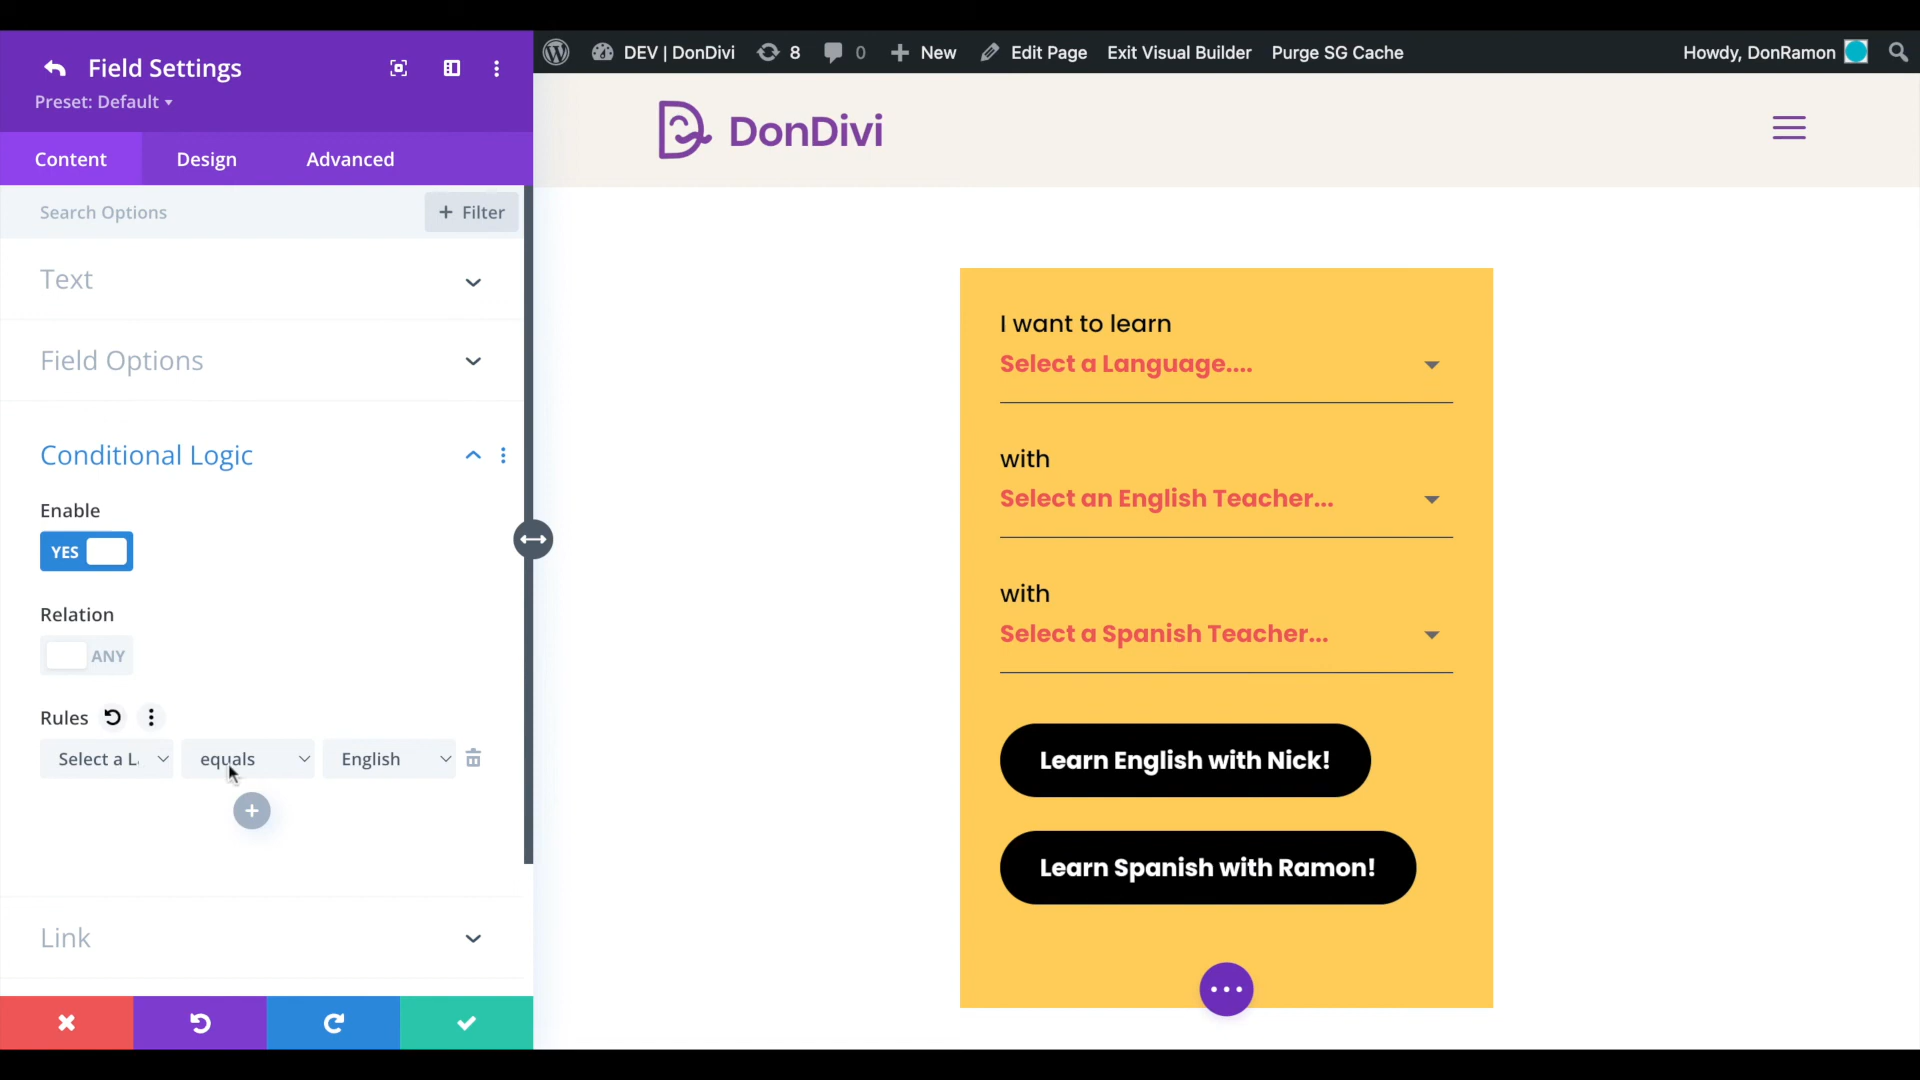 Field Settings
Preset: Default
Content Design Advanced
Search Options
+ Filter
Text
Field Options
Conditional Logic
Enable
YES
Relation
ANY
Rules
Select a L
equals
English
Link
DEV | DonDivi
8
0
New
Edit Page
Exit Visual Builder
Purge SG Cache
Howdy, DonRamon
DonDivi
I want to learn
Select a Language....
with
Select an English Teacher...
with
Select a Spanish Teacher...
Learn English with Nick!
Learn Spanish with Ramon!